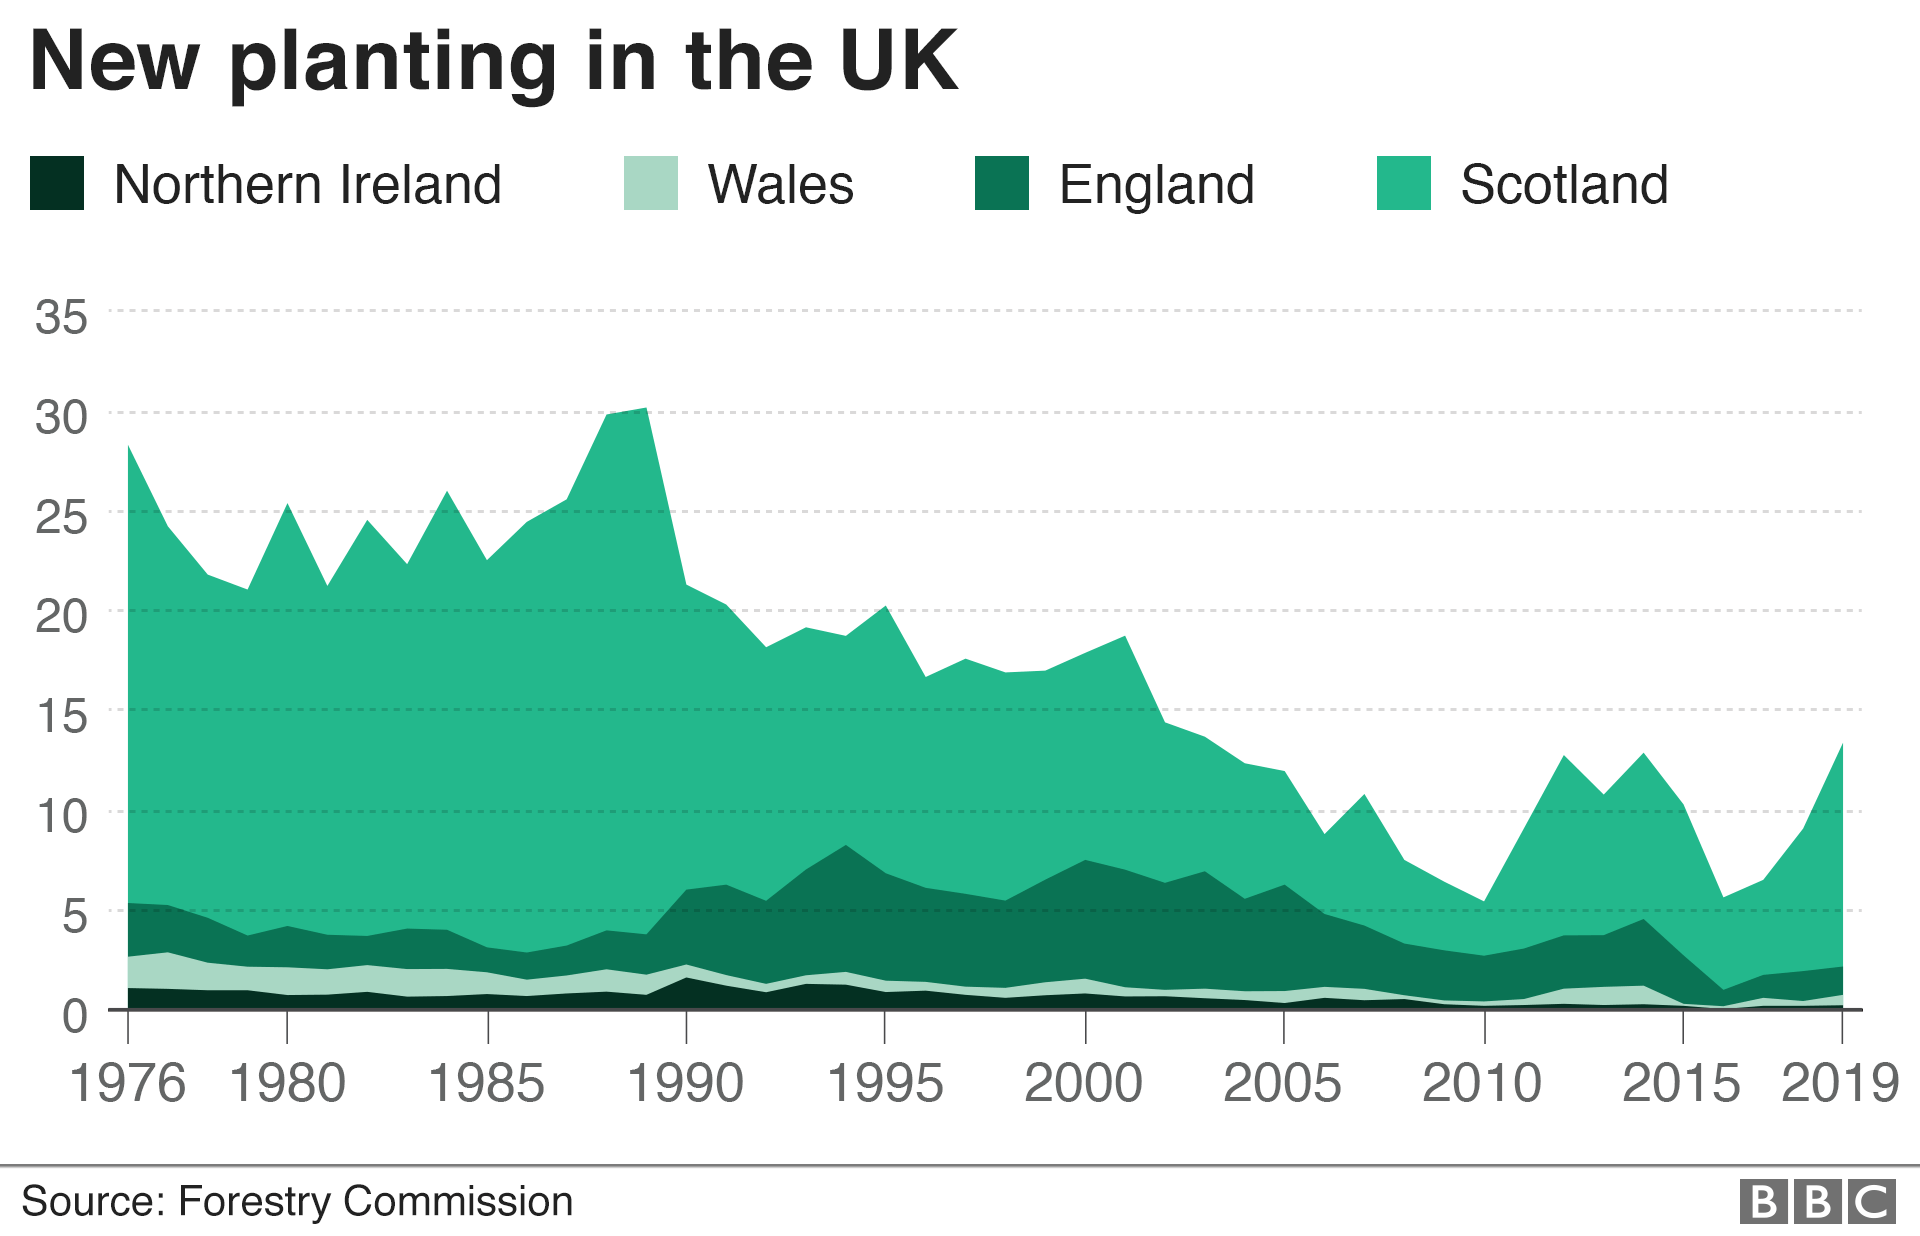 New planting in the UK
Northern Ireland Wales England Scotland
35
30
25
20
15
10
5
0
1976 1980 1985 1990 1995 2000 2005 2010 2015 2019
Source: Forestry Commission
BBC